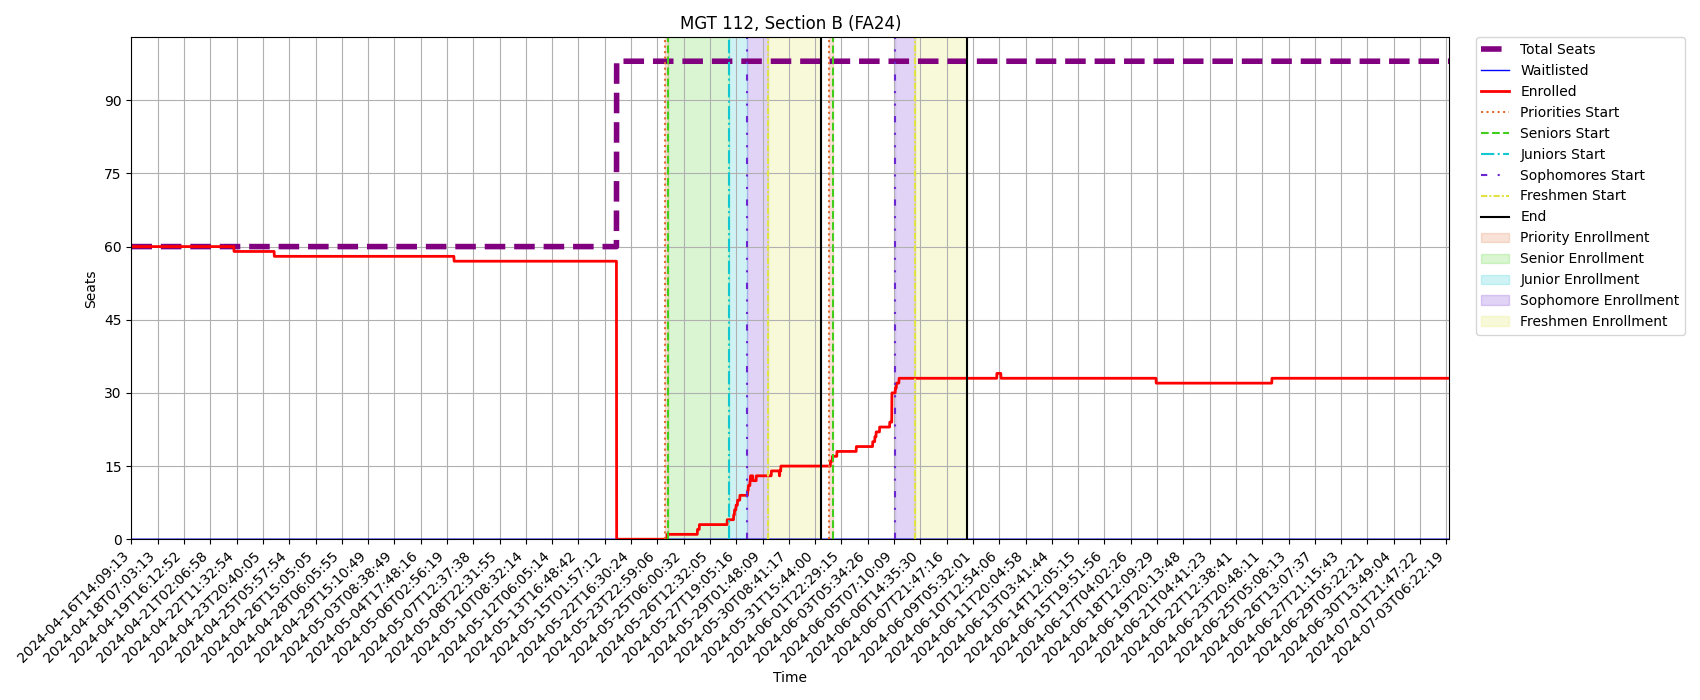 MGT 112, Section B (FA24)
Total Seats
Waitlisted
Enrolled
Priorities Start
Seniors Start
Juniors Start
Sophomores Start
Freshmen Start
End
Priority Enrollment
Senior Enrollment
Junior Enrollment
Sophomore Enrollment
Freshmen Enrollment
Seats
90
75
60
45
30
15
0
2024-04-16T14:09:13
2024-04-18T07:03:13
2024-04-19T16:12:52
2024-04-21T02:06:58
2024-04-22T11:32:54
2024-04-23T20:40:05
2024-04-25T06:57:54
2024-04-26T15:05:05
2024-04-28T06:05:55
2024-04-29T15:10:49
2024-05-03T08:38:49
2024-05-04T17:48:16
2024-05-06T02:56:19
2024-05-07T12:37:38
2024-05-08T22:31:55
2024-05-10T08:32:14
2024-05-12T06:05:14
2024-05-13T16:48:42
2024-05-15T01:57:12
2024-05-22T16:30:24
2024-05-23T22:59:06
2024-05-25T06:00:32
2024-05-26T12:32:05
2024-05-27T19:05:16
2024-05-29T01:48:09
2024-05-30T08:41:17
2024-05-31T15:44:00
2024-06-01T22:29:15
2024-06-03T05:34:26
2024-06-05T07:10:09
2024-06-06T14:35:30
2024-06-07T21:47:16
2024-06-09T05:32:01
2024-06-10T12:54:06
2024-06-11T20:04:58
2024-06-13T03:41:44
2024-06-14T12:05:15
2024-06-15T19:51:56
2024-06-17T04:02:26
2024-06-18T12:09:29
2024-06-19T20:13:48
2024-06-21T04:41:23
2024-06-22T12:38:41
2024-06-23T20:48:11
2024-06-25T05:08:13
2024-06-26T13:07:37
2024-06-27T21:15:43
2024-06-29T05:22:21
2024-06-30T13:49:04
2024-07-01T21:47:22
2024-07-03T06:22:19
Time